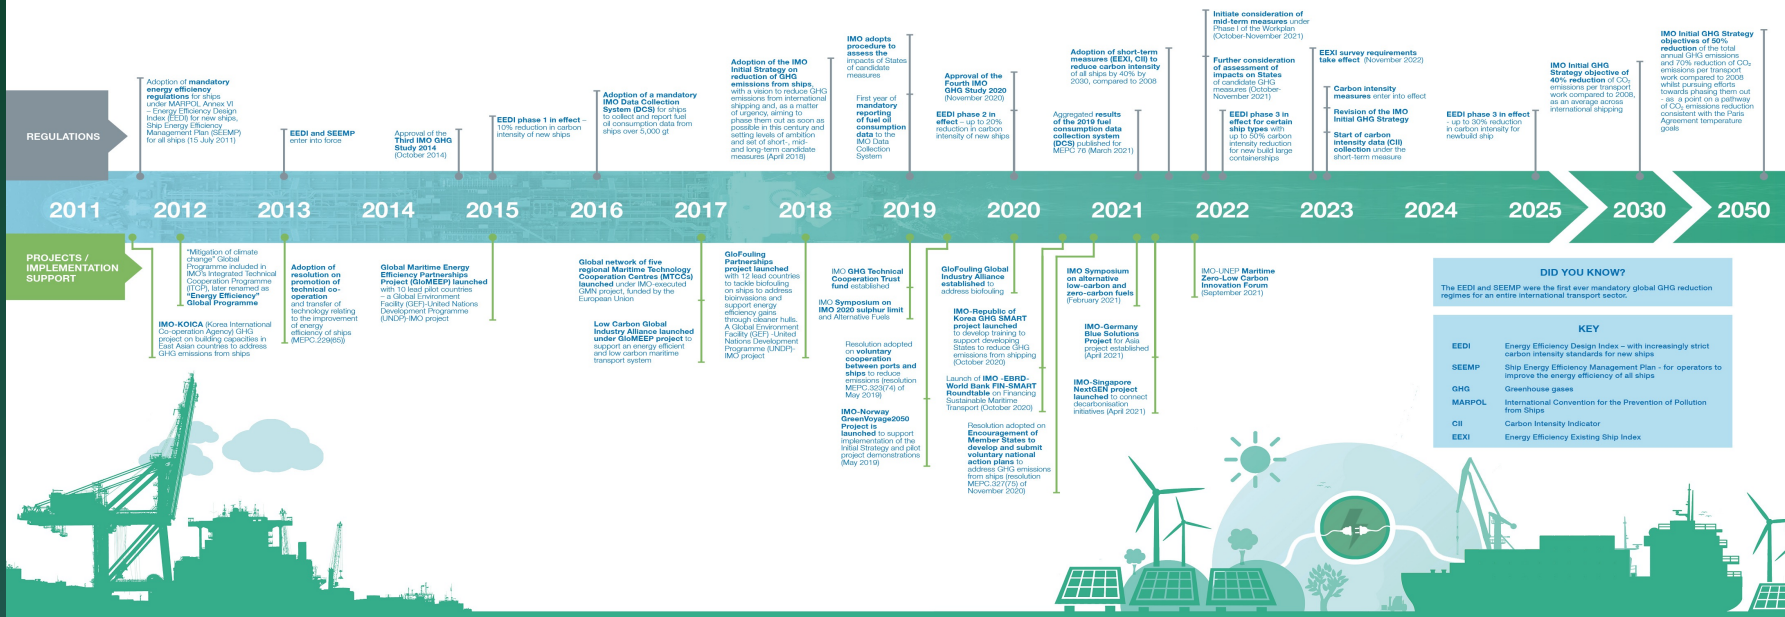 REGULATIONS
Adoption of mandatory
energy efficiency
regulations for ships
under MARPOL Annex VI
– Energy Efficiency Design
Index (EEDI) for new ships,
Ship Energy Efficiency
Management Plan (SEEMP)
for all ships (15 July 2011)
EEDI and SEEMP
enter into force
Approval of the
Third IMO GHG
Study 2014
(October 2014)
EEDI phase 1 in effect –
10% reduction in carbon
intensity of new ships
Adoption of a mandatory
IMO Data Collection
System (DCS) for ships
to collect and report fuel
oil consumption data from
ships over 5,000 gt
Adoption of the IMO
Initial Strategy on
reduction of GHG
emissions from ships,
with a vision to reduce GHG
emissions from international
shipping and, as a matter
of urgency, aiming to
phase them out as soon as
possible in this century and
setting levels of ambition
and set of short-, mid-
and long-term candidate
measures (April 2018)
IMO adopts
procedure to
assess the
impacts of States
of candidate
measures
First year of
mandatory
reporting
of fuel oil
consumption
data to the
IMO Data
Collection
System
Approval of the
Fourth IMO
GHG Study 2020
(November 2020)
EEDI phase 2 in
effect – up to 20%
reduction in carbon
intensity of new ships
Adoption of short-term
measures (EEXI, CII) to
reduce carbon intensity
of all ships by 40% by
2030, compared to 2008
Aggregated results
of the 2019 fuel
consumption data
collection system
(DCS) published for
MEPC 76 (March 2021)
Initiate consideration of
mid-term measures under
Phase I of the Workplan
(October-November 2021)
Further consideration
of assessment of
impacts on States
of candidate GHG
measures (October-
November 2021)
EEDI phase 3 in
effect for certain
ship types with
up to 50% carbon
intensity reduction
for new build large
containerships
EEXI survey requirements
take effect (November 2022)
Carbon intensity
measures enter into effect
Revision of the IMO
Initial GHG Strategy
Start of carbon
intensity data (CII)
collection under the
short-term measure
EEDI phase 3 in effect
- up to 30% reduction
in carbon intensity for
newbuild ship
IMO Initial GHG
Strategy objective of
40% reduction of CO₂
emissions per transport
work compared to 2008,
as an average across
international shipping
IMO Initial GHG Strategy
objectives of 50%
reduction of the total
annual GHG emissions
and 70% reduction of CO₂
emissions per transport
work compared to 2008
whilst pursuing efforts
towards phasing them out
- as a point on a pathway
of CO₂ emissions reduction
consistent with the Paris
Agreement temperature
goals
2011 2012 2013 2014 2015 2016 2017 2018 2019 2020 2021 2022 2023 2024 2025 2030 2050
PROJECTS /
IMPLEMENTATION
SUPPORT
"Mitigation of climate
change" Global
Programme included in
IMO's Integrated Technical
Cooperation Programme
(ITCP), later renamed as
"Energy Efficiency"
Global Programme
IMO-KOICA (Korea International
Co-operation Agency) GHG
project on building capacities in
East Asian countries to address
GHG emissions from ships
Adoption of
resolution on
promotion of
technical co-
operation
and transfer of
technology relating
to the improvement
of energy
efficiency of ships
(MEPC.229(65))
Global Maritime Energy
Efficiency Partnerships
Project (GloMEEP) launched
with 10 lead pilot countries
– a Global Environment
Facility (GEF)-United Nations
Development Programme
(UNDP)-IMO project
Global network of five
regional Maritime Technology
Cooperation Centres (MTCCs)
launched under IMO-executed
GMN project, funded by the
European Union
Low Carbon Global
Industry Alliance launched
under GloMEEP project to
support an energy efficient
and low carbon maritime
transport system
GloFouling
Partnerships
project launched
with 12 lead countries
to tackle biofouling
on ships to address
bioinvasions and
support energy
efficiency gains
through cleaner hulls.
A Global Environment
Facility (GEF) -United
Nations Development
Programme (UNDP)-
IMO project
IMO GHG Technical
Cooperation Trust
fund established
IMO Symposium on
IMO 2020 sulphur limit
and Alternative Fuels
Resolution adopted
on voluntary
cooperation
between ports and
ships to reduce
emissions (resolution
MEPC.323(74) of
May 2019)
IMO-Norway
GreenVoyage2050
Project is
launched to support
implementation of the
Initial Strategy and pilot
project demonstrations
(May 2019)
GloFouling Global
Industry Alliance
established to
address biofouling
IMO-Republic of
Korea GHG SMART
project launched
to develop training to
support developing
States to reduce GHG
emissions from shipping
(October 2020)
Launch of IMO -EBRD-
World Bank FIN-SMART
Roundtable on Financing
Sustainable Maritime
Transport (October 2020)
Resolution adopted on
Encouragement of
Member States to
develop and submit
voluntary national
action plans to
address GHG emissions
from ships (resolution
MEPC.327(75) of
November 2020)
IMO Symposium
on alternative
low-carbon and
zero-carbon fuels
(February 2021)
IMO-Germany
Blue Solutions
Project for Asia
project established
(April 2021)
IMO-Singapore
NextGEN project
launched to connect
decarbonisation
initiatives (April 2021)
IMO-UNEP Maritime
Zero-Low Carbon
Innovation Forum
(September 2021)
DID YOU KNOW?
The EEDI and SEEMP were the first ever mandatory global GHG reduction
regimes for an entire international transport sector.
KEY
EEDI Energy Efficiency Design Index – with increasingly strict
carbon intensity standards for new ships
SEEMP Ship Energy Efficiency Management Plan - for operators to
improve the energy efficiency of all ships
GHG Greenhouse gases
MARPOL International Convention for the Prevention of Pollution
from Ships
CII Carbon Intensity Indicator
EEXI Energy Efficiency Existing Ship Index